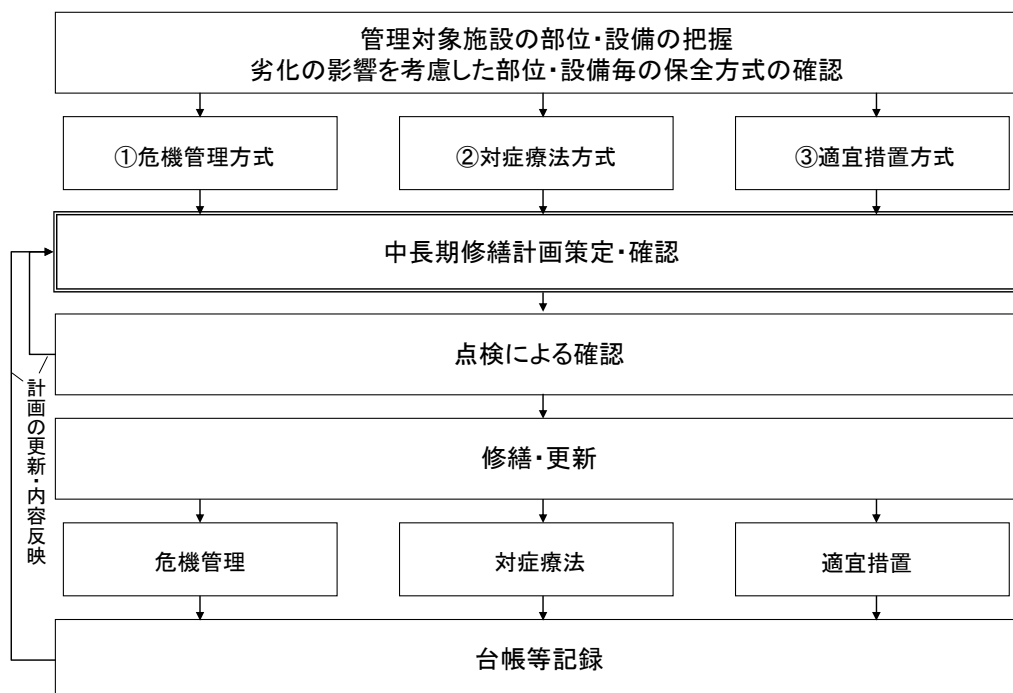 管理対象施設の部位・設備の把握
劣化の影響を考慮した部位・設備毎の保全方式の確認
①危機管理方式
②対症療法方式
③適宜措置方式
中長期修繕計画策定・確認
点検による確認
計画の更新・内容反映
修繕・更新
危機管理
対症療法
適宜措置
台帳等記録